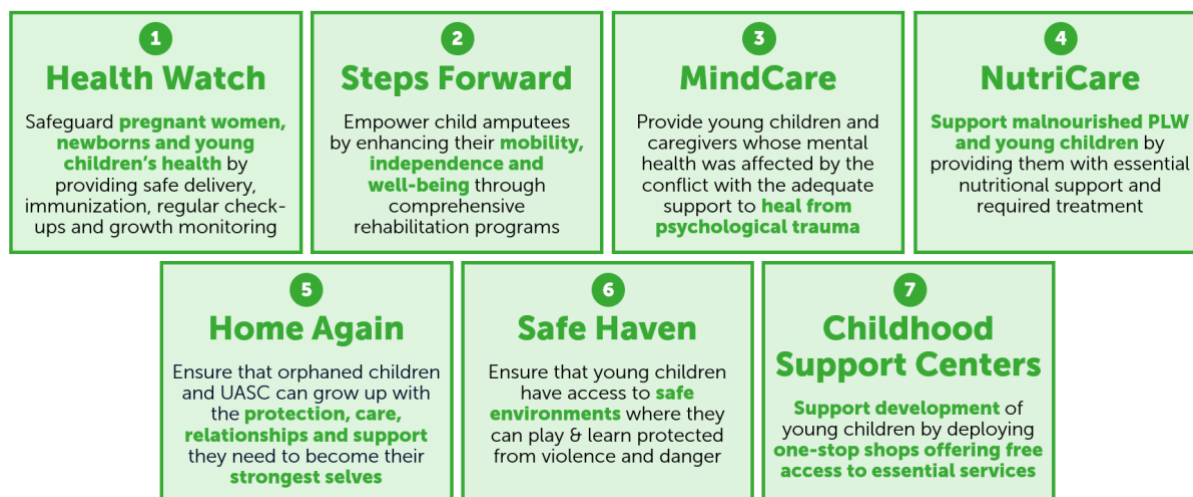 1
Health Watch
Safeguard pregnant women,
newborns and young
children's health by
providing safe delivery,
immunization, regular check-
ups and growth monitoring
2
Steps Forward
Empower child amputees
by enhancing their mobility,
independence and
well-being through
comprehensive
rehabilitation programs
3
MindCare
Provide young children and
caregivers whose mental
health was affected by the
conflict with the adequate
support to heal from
psychological trauma
4
NutriCare
Support malnourished PLW
and young children by
providing them with essential
nutritional support and
required treatment
5
Home Again
Ensure that orphaned children
and UASC can grow up with
the protection, care,
relationships and support
they need to become their
strongest selves
6
Safe Haven
Ensure that young children
have access to safe
environments where they
can play & learn protected
from violence and danger
7
Childhood
Support Centers
Support development of
young children by deploying
one-stop shops offering free
access to essential services